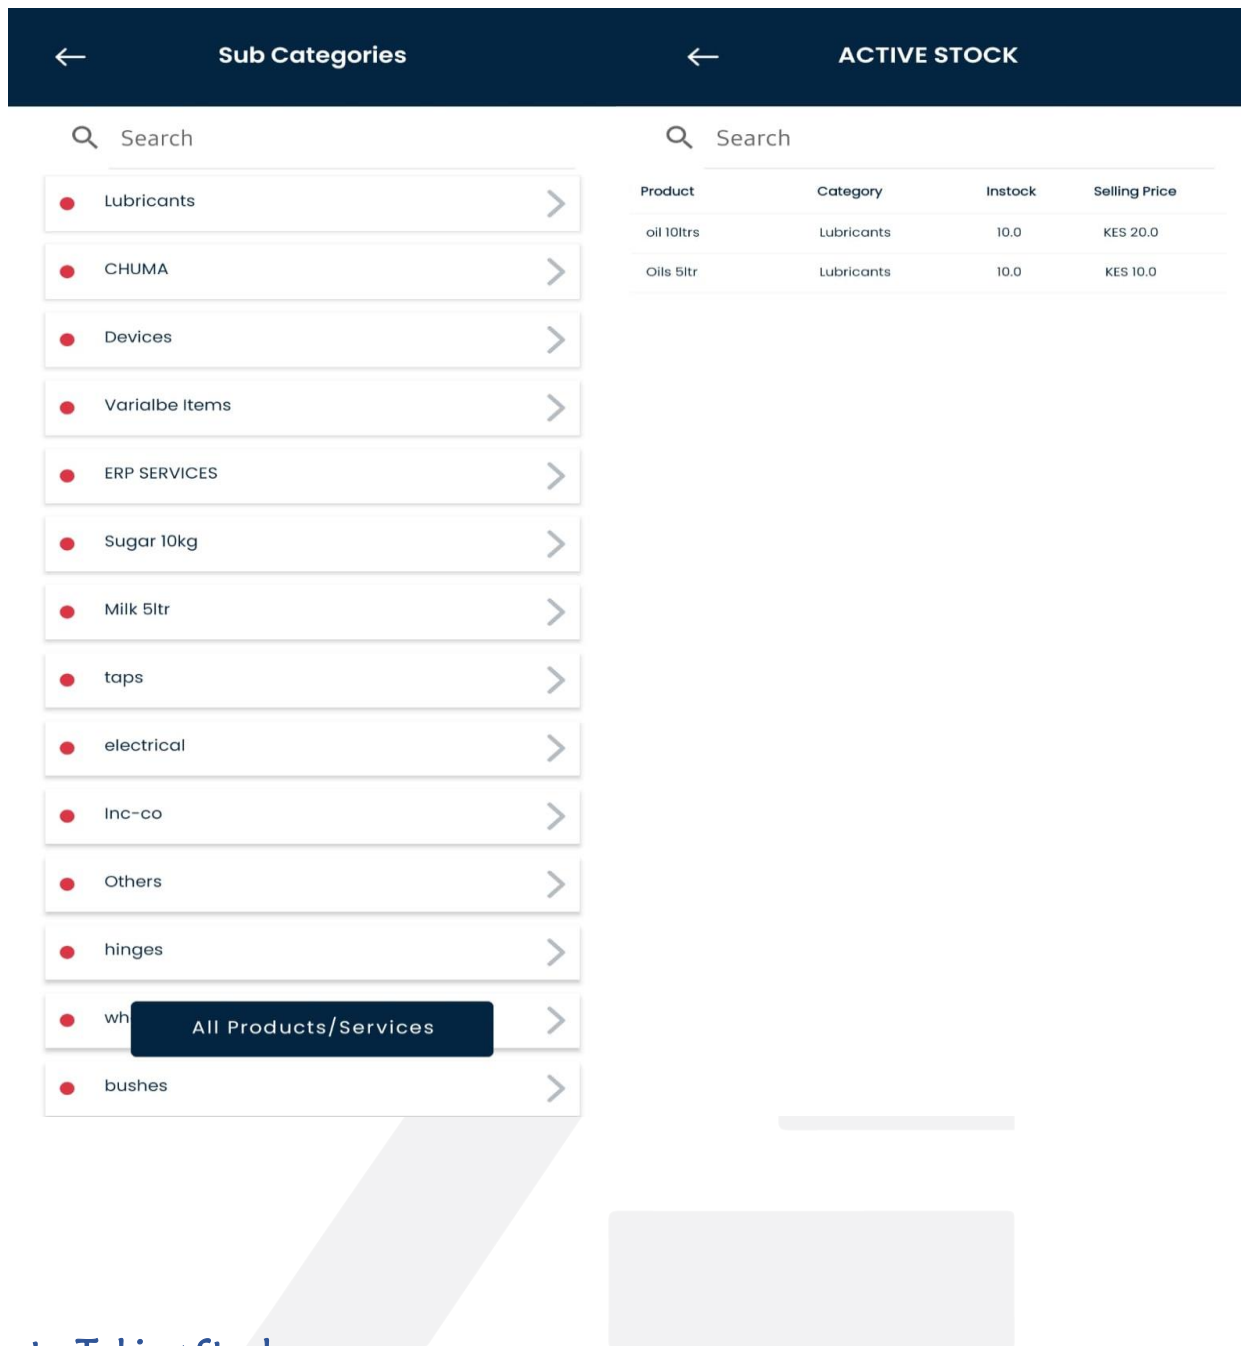 Sub Categories
Search
Lubricants
CHUMA
Devices
Varialbe Items
ERP SERVICES
Sugar 10kg
Milk 5ltr
taps
electrical
Inc-co
Others
hinges
All Products/Services
bushes
ACTIVE STOCK
Search
Product Category Instock Selling Price
oil 10ltrs Lubricants 10.0 KES 20.0
Oils 5ltr Lubricants 10.0 KES 10.0